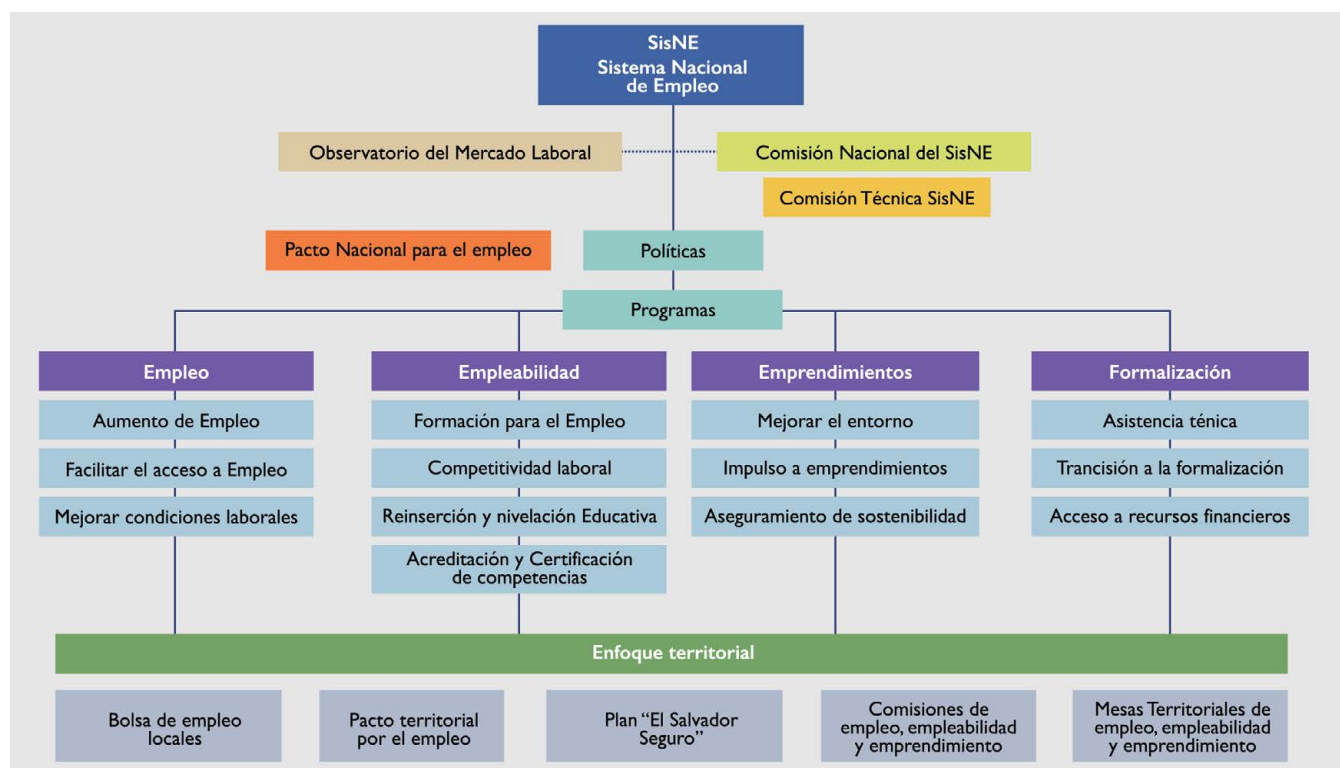 SisNE
Sistema Nacional
de Empleo
Observatorio del Mercado Laboral
Comisión Nacional del SisNE
Comisión Técnica SisNE
Pacto Nacional para el empleo
Políticas
Programas
Empleo
Aumento de Empleo
Facilitar el acceso a Empleo
Mejorar condiciones laborales
Empleabilidad
Formación para el Empleo
Competitividad laboral
Reinserción y nivelación Educativa
Acreditación y Certificación
de competencias
Emprendimientos
Mejorar el entorno
Impulso a emprendimientos
Aseguramiento de sostenibilidad
Formalización
Asistencia ténica
Trancisión a la formalización
Acceso a recursos financieros
Enfoque territorial
Bolsa de empleo
locales
Pacto territorial
por el empleo
Plan “El Salvador
Seguro”
Comisiones de
empleo, empleabilidad
y emprendimiento
Mesas Territoriales de
empleo, empleabilidad
y emprendimiento